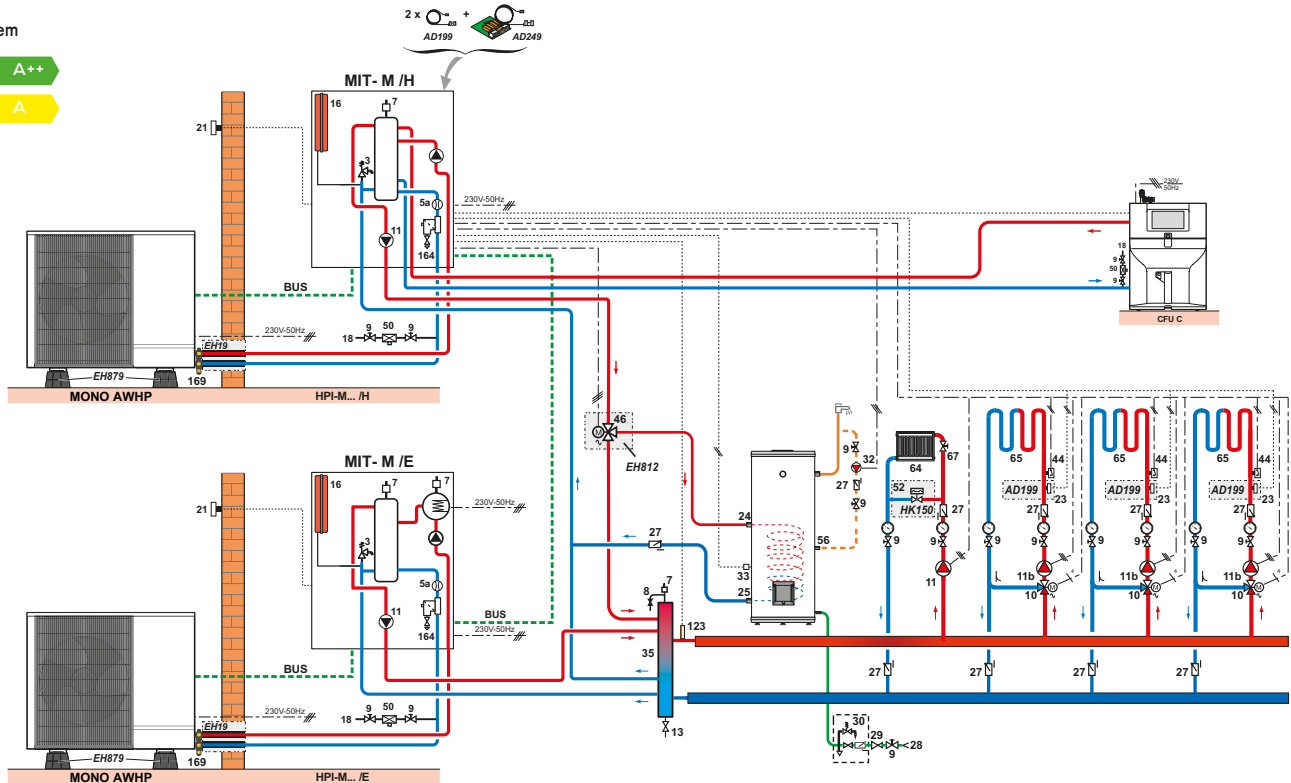 2 x + 
AD199 AD249
em
A++
A
MIT- M /H
16
7
21
3
5a
230V-50Hz
11
164
BUS
230V-50Hz
9 50 9
18
EH19
EH879
169
MONO AWHP
HPI-M... /H
230V
50Hz
18
9
50
9
CFU C
46
M
EH812
MIT- M /E
16
7
7
21
230V-50Hz
3
5a
11
164
BUS
230V-50Hz
BUS
230V-50Hz
9 50 9
18
EH19
EH879
169
MONO AWHP
HPI-M... /E
24
27
33
25
56
9
32
27
9
7
8
123
35
13
30
29
9
28
64
67
52
HK150
27
9
9
11
65
44
AD199
23
27
9
9
11b
10
M
65
44
AD199
23
27
9
9
11b
10
M
65
44
AD199
23
27
9
9
11b
10
M
27
27
27
27